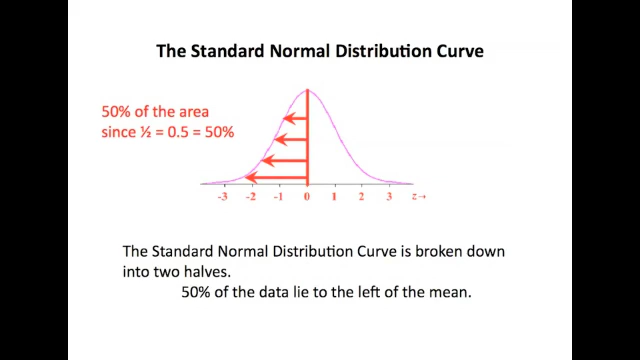 The Standard Normal Distribution Curve
50% of the area
since ½ = 0.5 = 50%
-3 -2 -1 0 1 2 3 z→
The Standard Normal Distribution Curve is broken down
into two halves.
50% of the data lie to the left of the mean.